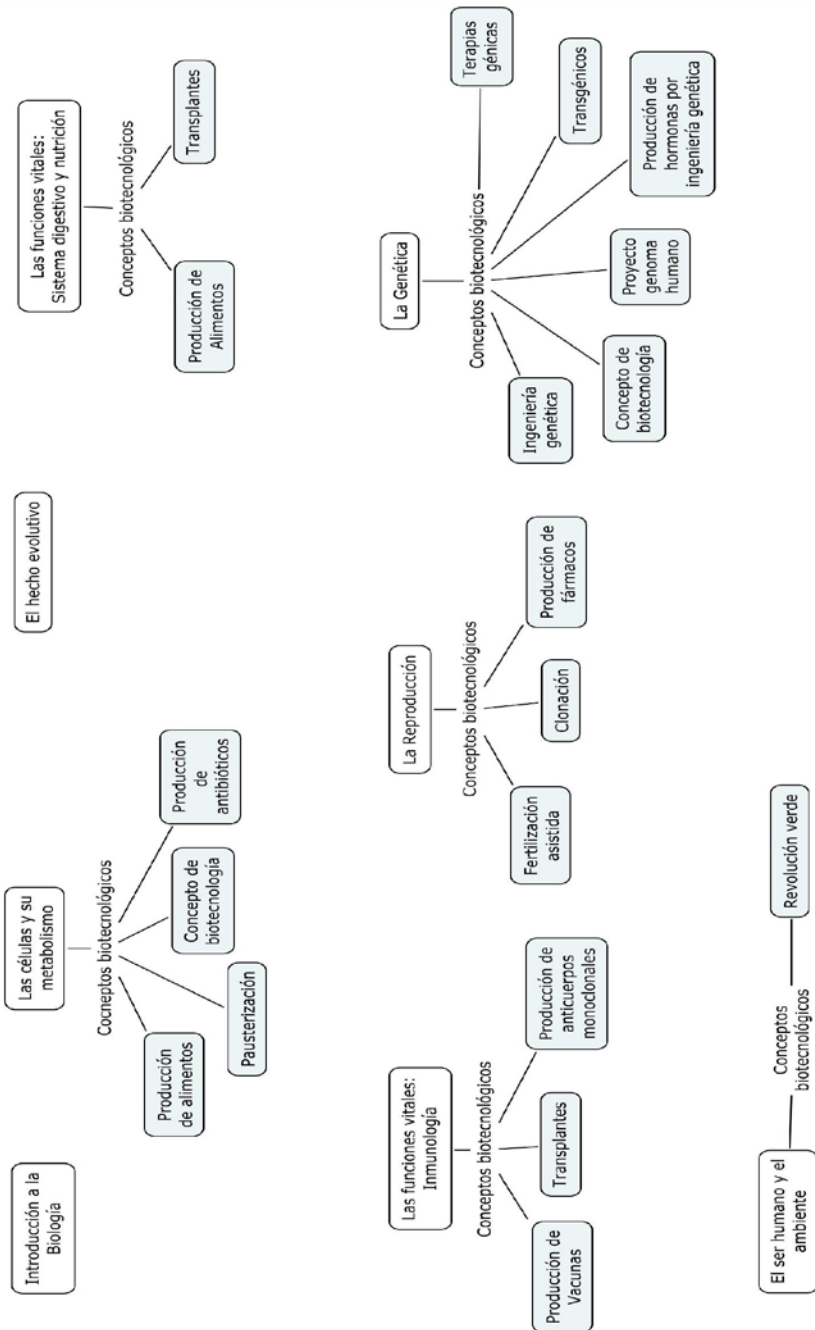 Introducción a la
Biología
Las células y su
metabolismo
Cocneptos biotecnológicos
Producción
de alimentos
Pausterización
Concepto de
biotecnología
Producción
de
antibióticos
El hecho evolutivo
Las funciones vitales:
Sistema digestivo y nutrición
Conceptos biotecnológicos
Producción de
Alimentos
Transplantes
Las funciones vitales:
Inmunología
Conceptos biotecnológicos
Producción de
Vacunas
Transplantes
Producción de
anticuerpos
monoclonales
La Reproducción
Conceptos biotecnológicos
Fertilización
asistida
Clonación
Producción de
fármacos
La Genética
Conceptos biotecnológicos
Ingeniería
genética
Concepto de
biotecnología
Proyecto
genoma
humano
Producción de
hormonas por
ingeniería genética
Transgénicos
Terapias
génicas
El ser humano y el
ambiente
Conceptos
biotecnológicos
Revolución verde